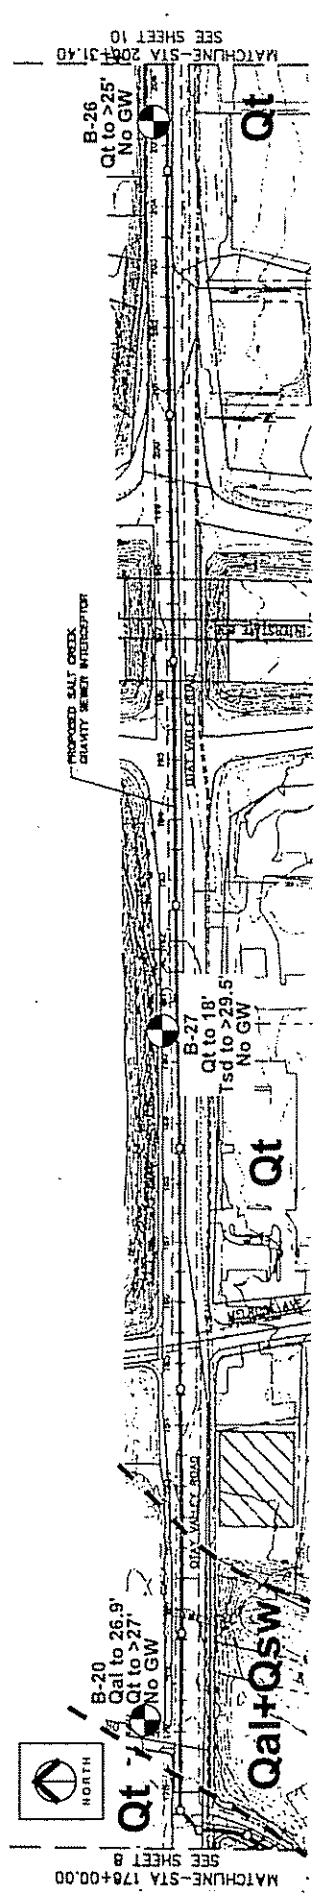 MATCHLINE-STA 206+31.40
SEE SHEET 10
B-26
Qt to >25'
No GW
Qt
PROPOSED SALT CREEK
GRAVITY SEWER INTERCEPTOR
INTERSTATE
OTAY VALLEY ROAD
B-27
Qt to 18'
Tsd to >29.5'
No GW
Qt
OTAY VALLEY ROAD
B-20
Qal to 26.9'
Qt to >27'
No GW
Qt
Qal+Qsw
NORTH
MATCHLINE-STA 178+00.00
SEE SHEET 8